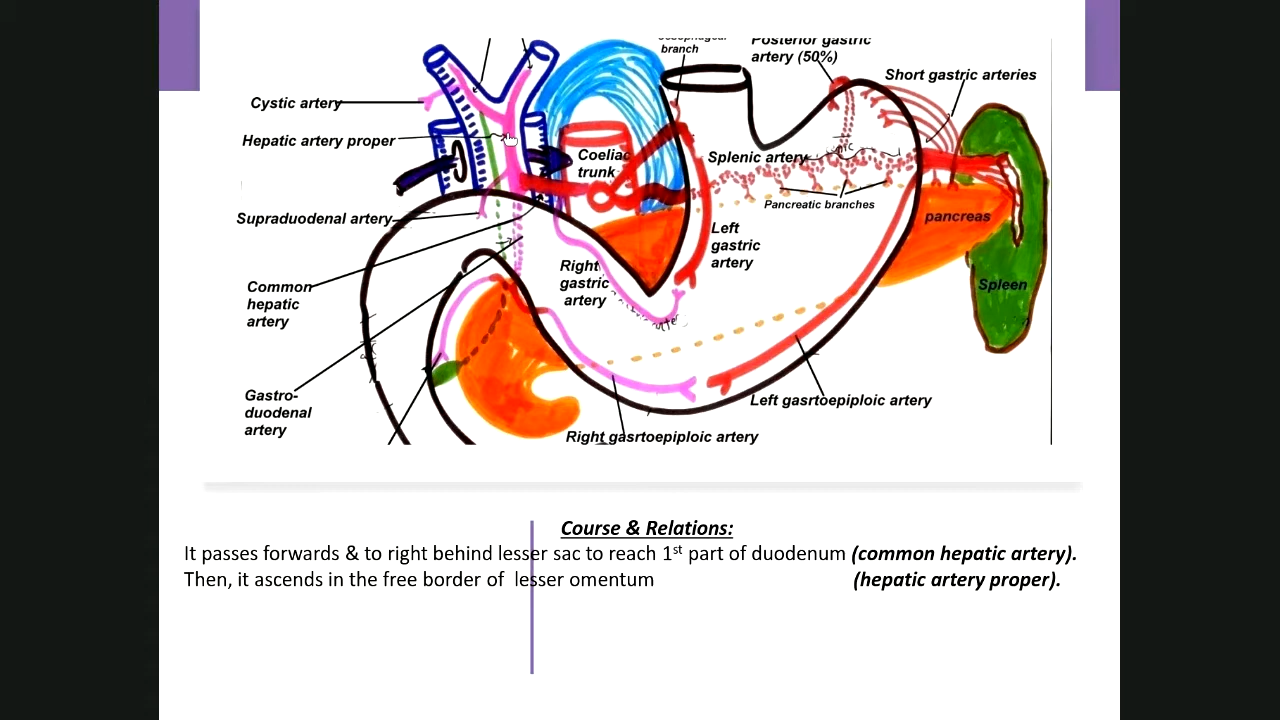 Oesophageal
branch
Posterior gastric
artery (50%)
Short gastric arteries
Cystic artery
Hepatic artery proper
Coeliac
trunk
Splenic artery
Pancreatic branches
Supraduodenal artery
Left
gastric
artery
pancreas
Right
gastric
artery
Common
hepatic
artery
Spleen
Gastro-
duodenal
artery
Left gasrtoepiploic artery
Right gasrtoepiploic artery
Course & Relations:
It passes forwards & to right behind lesser sac to reach 1st part of duodenum (common hepatic artery).
Then, it ascends in the free border of lesser omentum (hepatic artery proper).